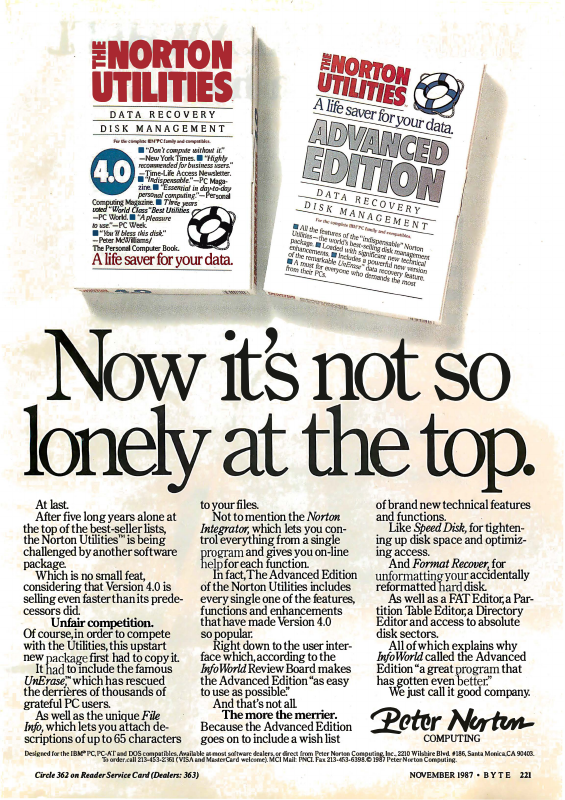 THE NORTON
UTILITIES
DATA RECOVERY
DISK MANAGEMENT
For the complete IBM®PC family and compatibles.
4.0
■ "Don't compute without it."
—New York Times. ■ "Highly
recommended for business users."
—Time-Life Access Newsletter.
■ "Indispensable."—PC Maga-
zine. ■ "Essential in day-to-day
personal computing."—Personal
Computing Magazine. ■ Three years
voted "World Class" Best Utilities
—PC World. ■ "A pleasure
to use."—PC Week.
■ "You'll bless this disk."
—Peter McWilliams/
The Personal Computer Book.
A life saver for your data.
THE NORTON
UTILITIES
A life saver for your data.
ADVANCED
EDITION
DATA RECOVERY
DISK MANAGEMENT
For the complete IBM®PC family and compatibles.
■ All the features of the "indispensable" Norton
Utilities—the world's best-selling disk management
package. ■ Loaded with significant new technical
enhancements. ■ Includes a powerful new version
of the remarkable UnErase™ data recovery feature.
■ A must for everyone who demands the most
from their PCs.
Now it's not so
lonely at the top.
At last.
After five long years alone at
the top of the best-seller lists,
the Norton Utilities™ is being
challenged by another software
package.
Which is no small feat,
considering that Version 4.0 is
selling even faster than its prede-
cessors did.
Unfair competition.
Of course, in order to compete
with the Utilities, this upstart
new package first had to copy it.
It had to include the famous
UnErase,™ which has rescued
the derrières of thousands of
grateful PC users.
As well as the unique File
Info, which lets you attach de-
scriptions of up to 65 characters
to your files.
Not to mention the Norton
Integrator, which lets you con-
trol everything from a single
program and gives you on-line
help for each function.
In fact, The Advanced Edition
of the Norton Utilities includes
every single one of the features,
functions and enhancements
that have made Version 4.0
so popular.
Right down to the user inter-
face which, according to the
InfoWorld Review Board makes
the Advanced Edition "as easy
to use as possible."
And that's not all.
The more the merrier.
Because the Advanced Edition
goes on to include a wish list
of brand new technical features
and functions.
Like Speed Disk, for tighten-
ing up disk space and optimiz-
ing access.
And Format Recover, for
unformatting your accidentally
reformatted hard disk.
As well as a FAT Editor, a Par-
tition Table Editor, a Directory
Editor and access to absolute
disk sectors.
All of which explains why
InfoWorld called the Advanced
Edition "a great program that
has gotten even better."
We just call it good company.
Peter Norton
COMPUTING
Designed for the IBM® PC, PC-AT and DOS compatibles. Available at most software dealers, or direct from Peter Norton Computing, Inc., 2210 Wilshire Blvd. #186, Santa Monica, CA 90403.
To order call 213-453-2361 (VISA and MasterCard welcome). MCI Mail: PNCI. Fax 213-453-6398. © 1987 Peter Norton Computing.
Circle 362 on Reader Service Card (Dealers: 363)
NOVEMBER 1987 • BYTE 221